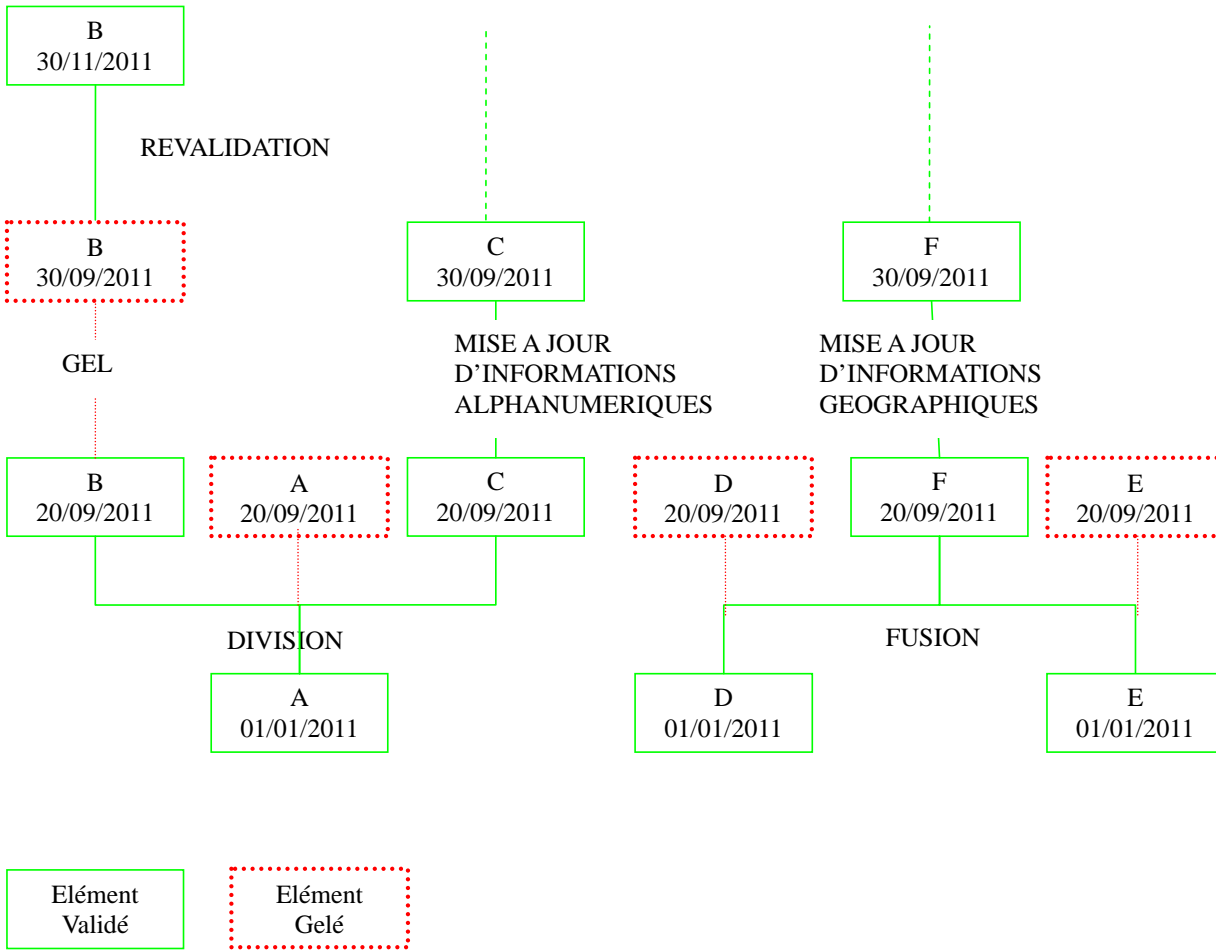 B
30/11/2011
REVALIDATION
B
30/09/2011
C
30/09/2011
F
30/09/2011
GEL
MISE A JOUR
D’INFORMATIONS
ALPHANUMERIQUES
MISE A JOUR
D’INFORMATIONS
GEOGRAPHIQUES
B
20/09/2011
A
20/09/2011
C
20/09/2011
D
20/09/2011
F
20/09/2011
E
20/09/2011
DIVISION
FUSION
A
01/01/2011
D
01/01/2011
E
01/01/2011
Elément
Validé
Elément
Gelé